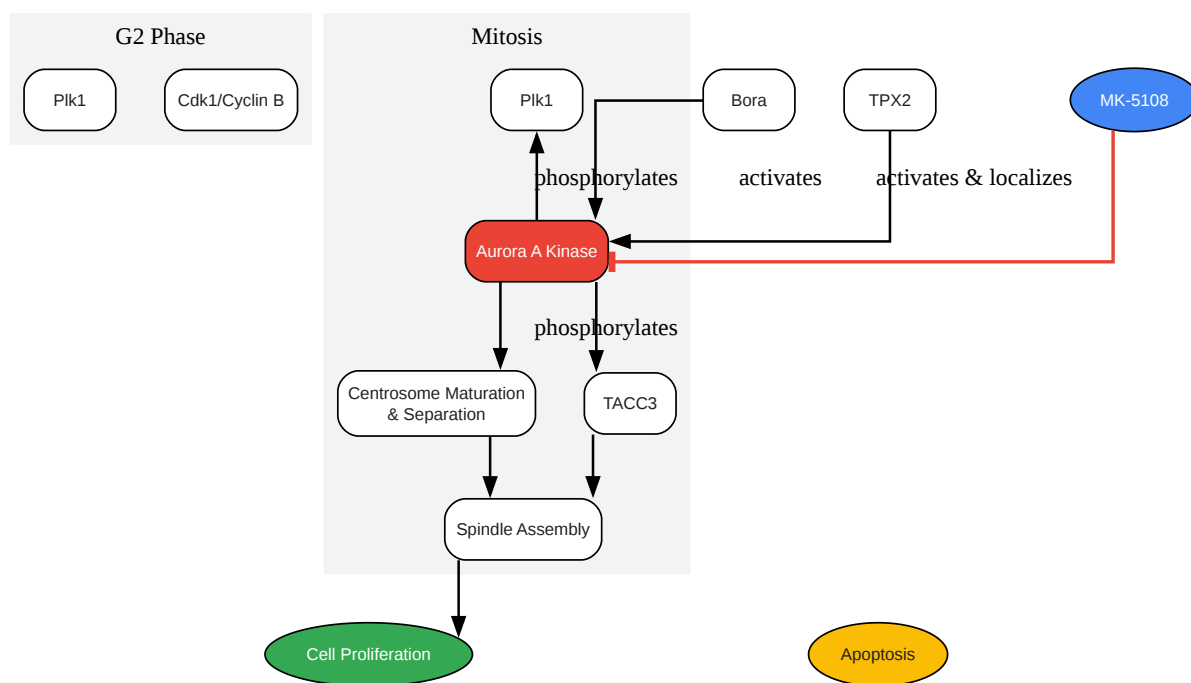 G2 Phase
Mitosis
Plk1
Cdk1/Cyclin B
Plk1
Bora
TPX2
MK-5108
phosphorylates
activates
activates & localizes
Aurora A Kinase
phosphorylates
Centrosome Maturation
& Separation
TACC3
Spindle Assembly
Cell Proliferation
Apoptosis